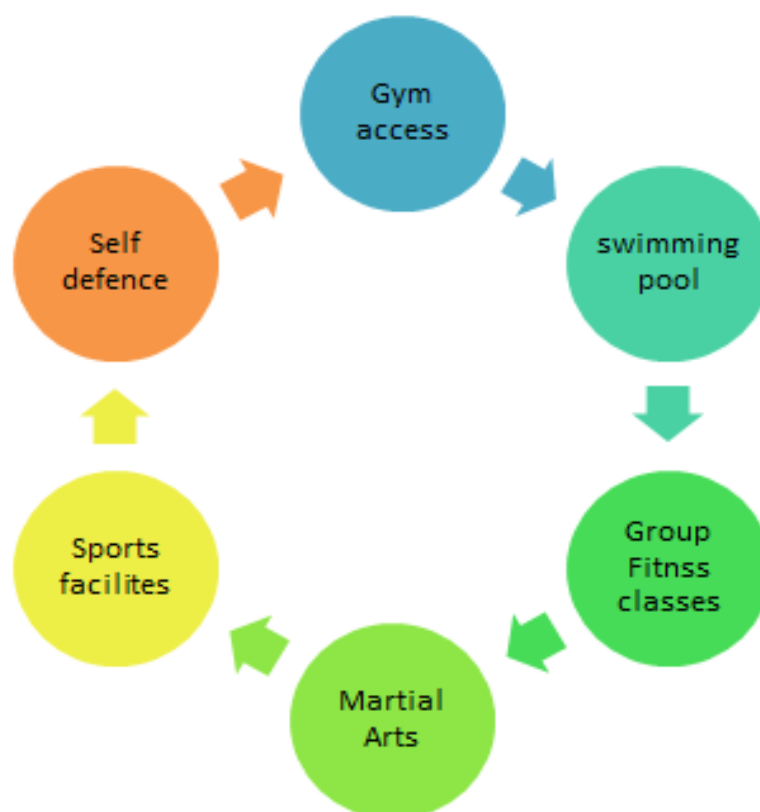 Gym
access
swimming
pool
Group
Fitnss
classes
Martial
Arts
Sports
facilites
Self
defence